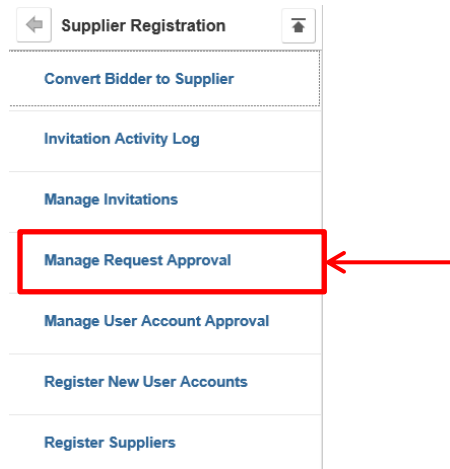 Supplier Registration
Convert Bidder to Supplier
Invitation Activity Log
Manage Invitations
Manage Request Approval
Manage User Account Approval
Register New User Accounts
Register Suppliers